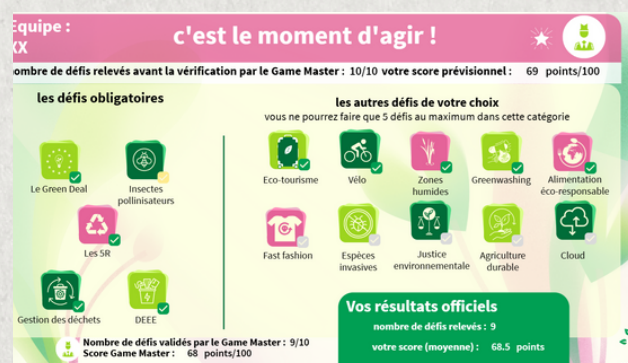 Equipe :
XX
c'est le moment d'agir !
ombre de défis relevés avant la vérification par le Game Master : 10/10 votre score prévisionnel : 69 points/100
les défis obligatoires
Le Green Deal
Insectes
pollinisateurs
Les 5R
Gestion des déchets
DEEE
les autres défis de votre choix
vous ne pourrez faire que 5 défis au maximum dans cette catégorie
Eco-tourisme
Vélo
Zones
humides
Greenwashing
Alimentation
éco-responsable
Fast fashion
Espèces
invasives
Justice
environnementale
Agriculture
durable
Cloud
Nombre de défis validés par le Game Master : 9/10
Score Game Master : 68 points/100
Vos résultats officiels
nombre de défis relevés : 9
votre score (moyenne) : 68.5 points